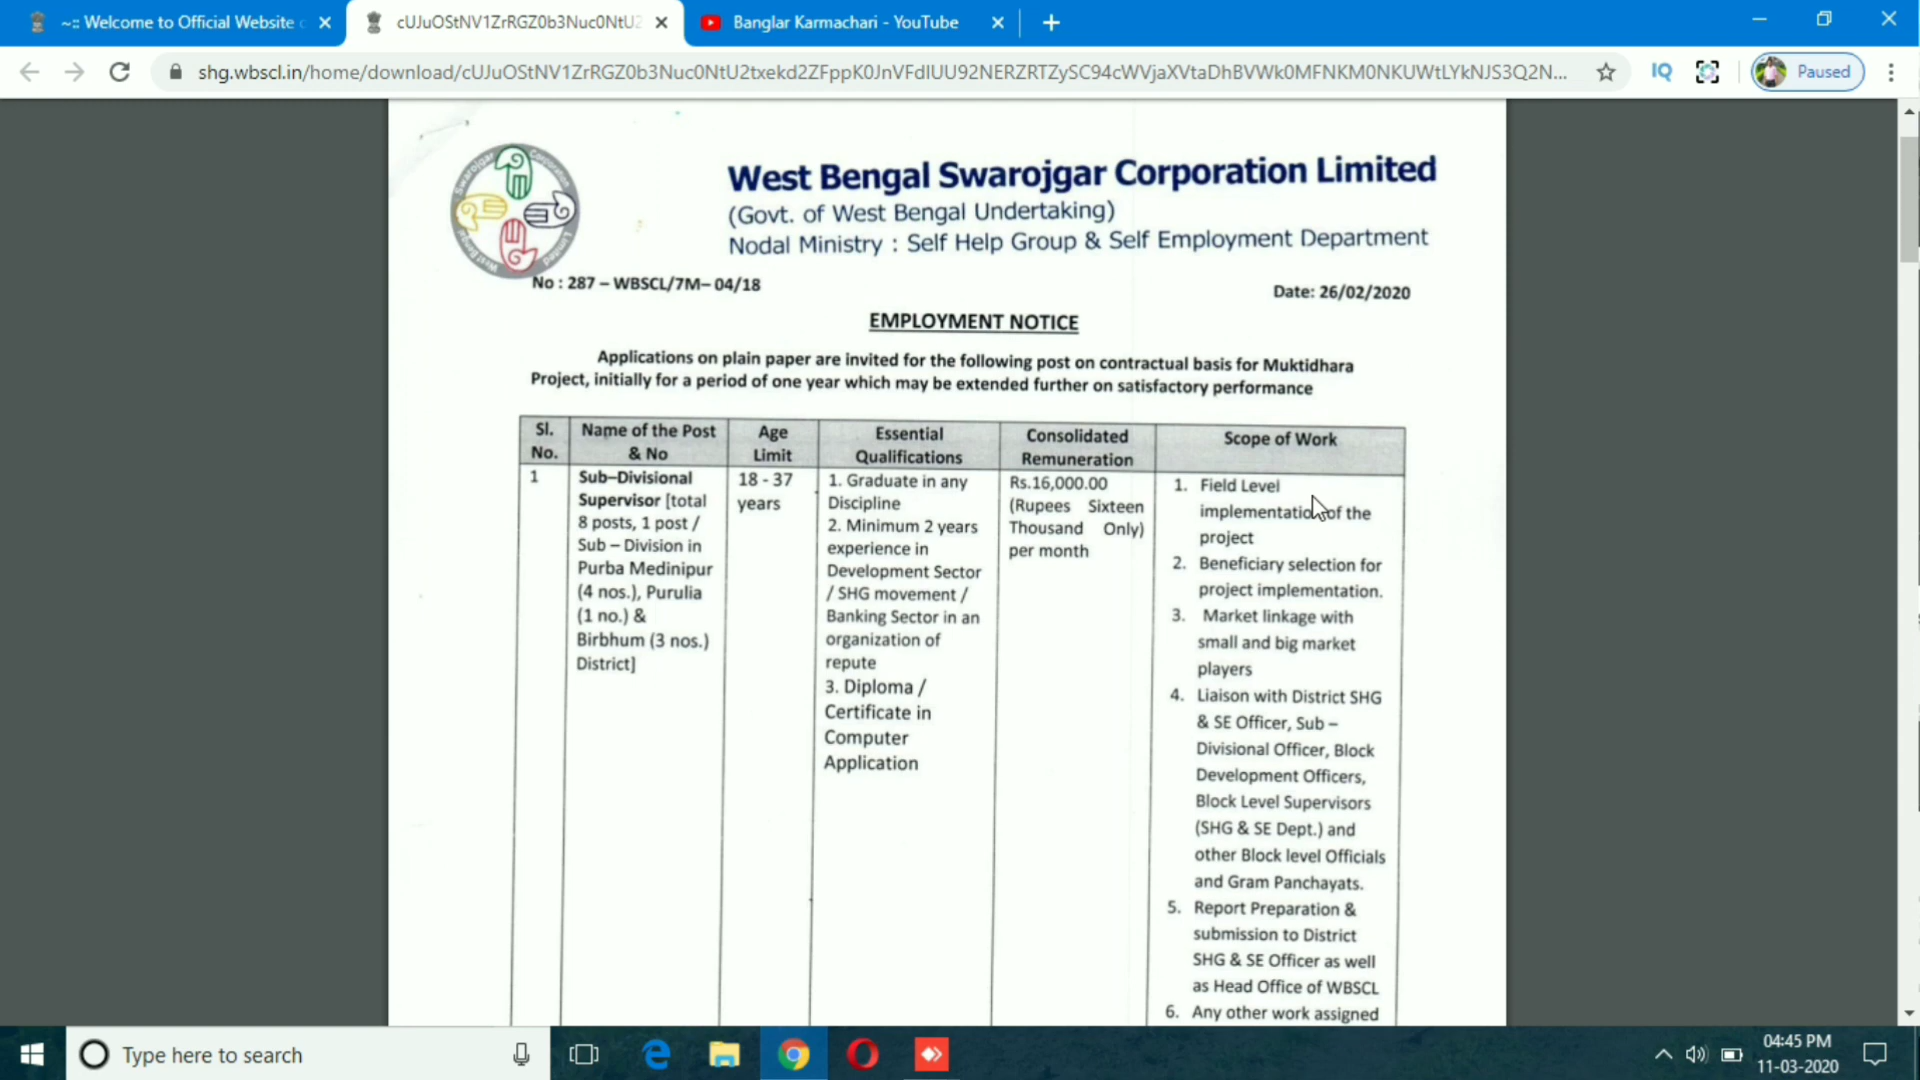 ~:: Welcome to Official Website
cUJuOStNV1ZrRGZ0b3Nuc0NtU2
Banglar Karmachari - YouTube
shg.wbscl.in/home/download/cUJuOStNV1ZrRGZ0b3Nuc0NtU2txekd2ZFppK0JnVFdIUU92NERZRTZySC94cWVjaXVtaDhBVWk0MFNKM0NKUWtLYkNJS3Q2N...
IQ
Paused
West Bengal Swarojgar Corporation Limited
(Govt. of West Bengal Undertaking)
Nodal Ministry : Self Help Group & Self Employment Department
Swarojgar Corporation Limited West Bengal
No : 287 – WBSCL/7M– 04/18
Date: 26/02/2020
EMPLOYMENT NOTICE
Applications on plain paper are invited for the following post on contractual basis for Muktidhara
Project, initially for a period of one year which may be extended further on satisfactory performance
Sl.
No.
Name of the Post
& No
Age
Limit
Essential
Qualifications
Consolidated
Remuneration
Scope of Work
1
Sub–Divisional
Supervisor [total
8 posts, 1 post /
Sub – Division in
Purba Medinipur
(4 nos.), Purulia
(1 no.) &
Birbhum (3 nos.)
District]
18 - 37
years
1. Graduate in any
Discipline
2. Minimum 2 years
experience in
Development Sector
/ SHG movement /
Banking Sector in an
organization of
repute
3. Diploma /
Certificate in
Computer
Application
Rs.16,000.00
(Rupees Sixteen
Thousand Only)
per month
1. Field Level
implementation of the
project
2. Beneficiary selection for
project implementation.
3. Market linkage with
small and big market
players
4. Liaison with District SHG
& SE Officer, Sub –
Divisional Officer, Block
Development Officers,
Block Level Supervisors
(SHG & SE Dept.) and
other Block level Officials
and Gram Panchayats.
5. Report Preparation &
submission to District
SHG & SE Officer as well
as Head Office of WBSCL
6. Any other work assigned
Type here to search
04:45 PM
11-03-2020